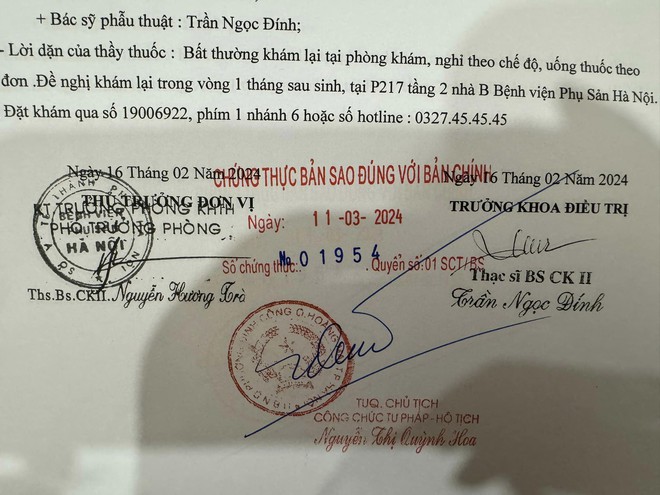 + Bác sỹ phẫu thuật : Trần Ngọc Đính;
- Lời dặn của thầy thuốc : Bất thường khám lại tại phòng khám, nghỉ theo chế độ, uống thuốc theo
đơn .Đề nghị khám lại trong vòng 1 tháng sau sinh, tại P217 tầng 2 nhà B Bệnh viện Phụ Sản Hà Nội.
Đặt khám qua số 19006922, phím 1 nhánh 6 hoặc số hotline : 0327.45.45.45
Ngày 16 Tháng 02 Năm 2024
CHỨNG THỰC BẢN SAO ĐÚNG VỚI BẢN CHÍNH
Ngày 16 Tháng 02 Năm 2024
THỦ TRƯỞNG ĐƠN VỊ
KT TRƯỞNG PHÒNG KHTH
PHÓ TRƯỞNG PHÒNG
BỆNH VIỆN
PHỤ SẢN
HÀ NỘI
Ngày: 11-03-2024
TRƯỞNG KHOA ĐIỀU TRỊ
Số chứng thực: № 01954 Quyển số:01 SCT/BS
Thạc sĩ BS CK II
Trần Ngọc Đính
Ths.Bs.CKII. Nguyễn Hương Trà
TUQ. CHỦ TỊCH
CÔNG CHỨC TƯ PHÁP-HỘ TỊCH
Nguyễn Thị Quỳnh Hoa